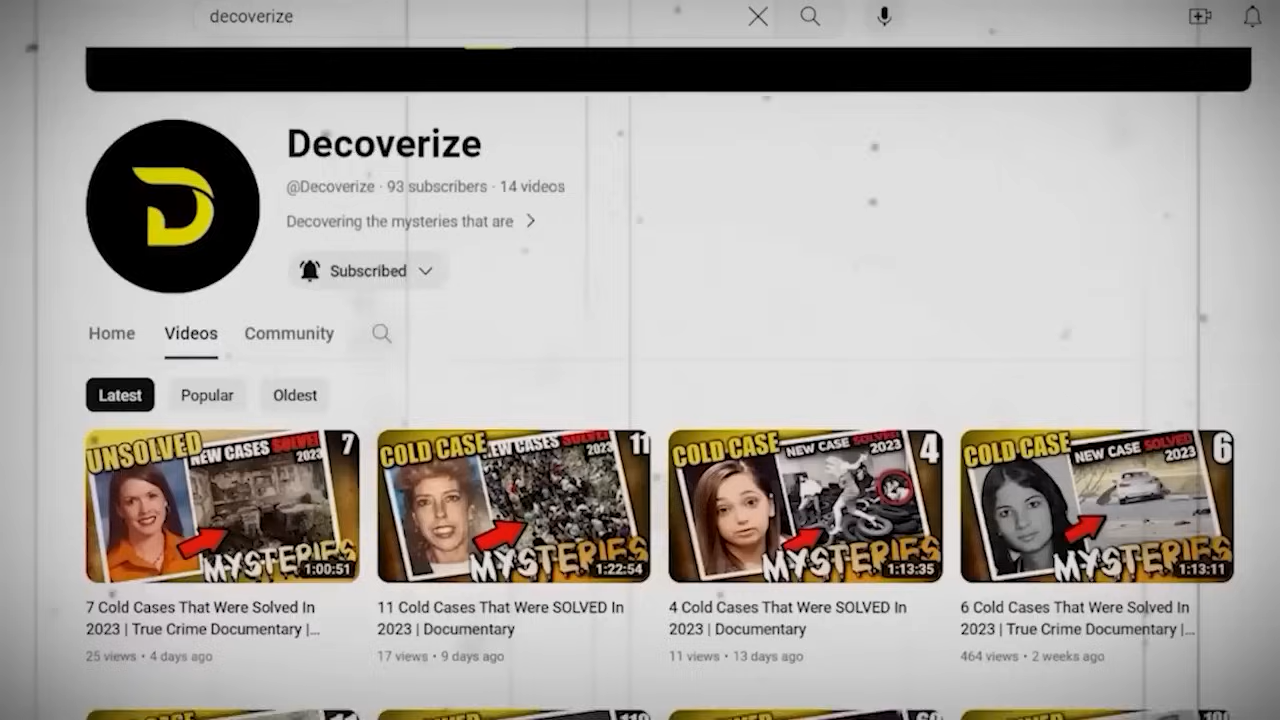 decoverize
Decoverize
@Decoverize · 93 subscribers · 14 videos
Decovering the mysteries that are
Subscribed
Home Videos Community
Latest Popular Oldest
UNSOLVED NEW CASES SOLVED 2023 7
MYSTERIES
1:00:51
COLD CASE NEW CASES SOLVED 2023 11
MYSTERIES
1:22:54
COLD CASE NEW CASE SOLVED 2023 4
MYSTERIES
1:13:35
COLD CASE NEW CASE SOLVED 2023 6
MYSTERIES
1:13:11
7 Cold Cases That Were Solved In
2023 | True Crime Documentary |...
25 views • 4 days ago
11 Cold Cases That Were SOLVED In
2023 | Documentary
17 views • 9 days ago
4 Cold Cases That Were SOLVED In
2023 | Documentary
11 views • 13 days ago
6 Cold Cases That Were Solved In
2023 | True Crime Documentary |...
464 views • 2 weeks ago